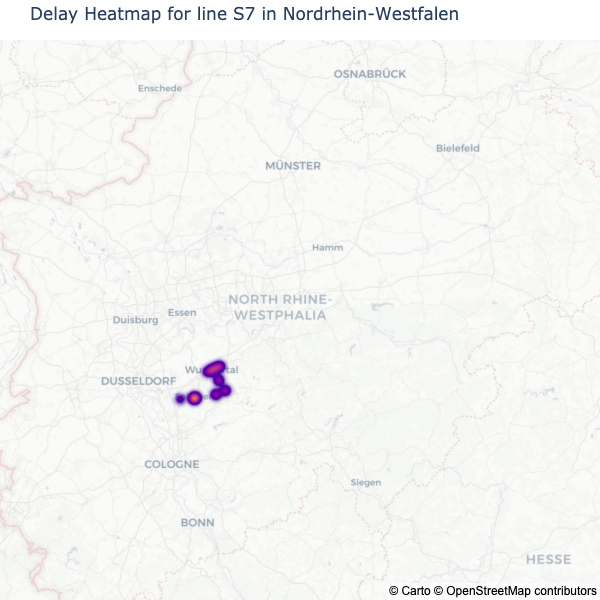 Delay Heatmap for line S7 in Nordrhein-Westfalen
OSNABRÜCK
Enschede
Bielefeld
MÜNSTER
Hamm
NORTH RHINE-
WESTPHALIA
Essen
Duisburg
DUSSELDORF
COLOGNE
Siegen
BONN
HESSE
© Carto © OpenStreetMap contributors